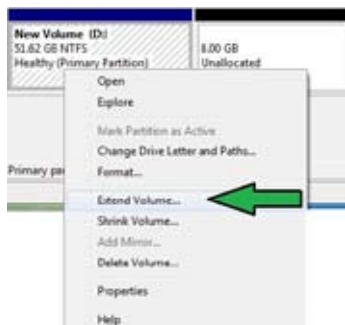 New Volume (D:)
51.62 GB NTFS
Healthy (Primary Partition)
8.00 GB
Unallocated
Open
Explore
Mark Partition as Active
Change Drive Letter and Paths...
Format...
Primary pa
Extend Volume...
Shrink Volume...
Add Mirror...
Delete Volume...
Properties
Help